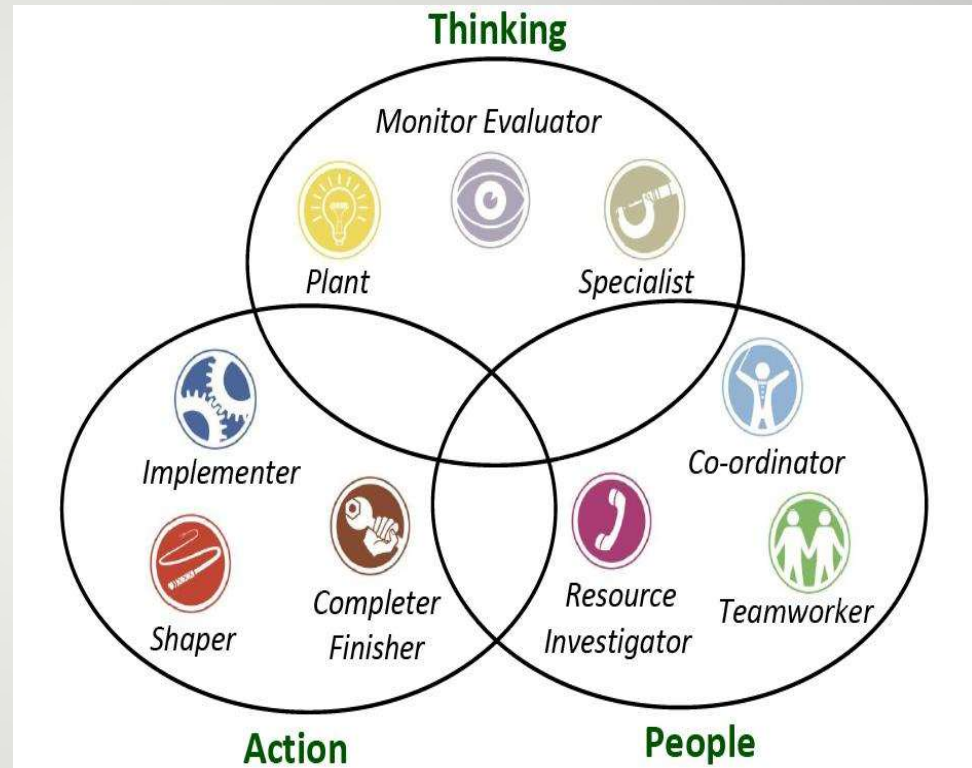 Thinking
Monitor Evaluator
Plant
Specialist
Implementer
Co-ordinator
Shaper
Completer
Finisher
Resource
Investigator
Teamworker
Action
People